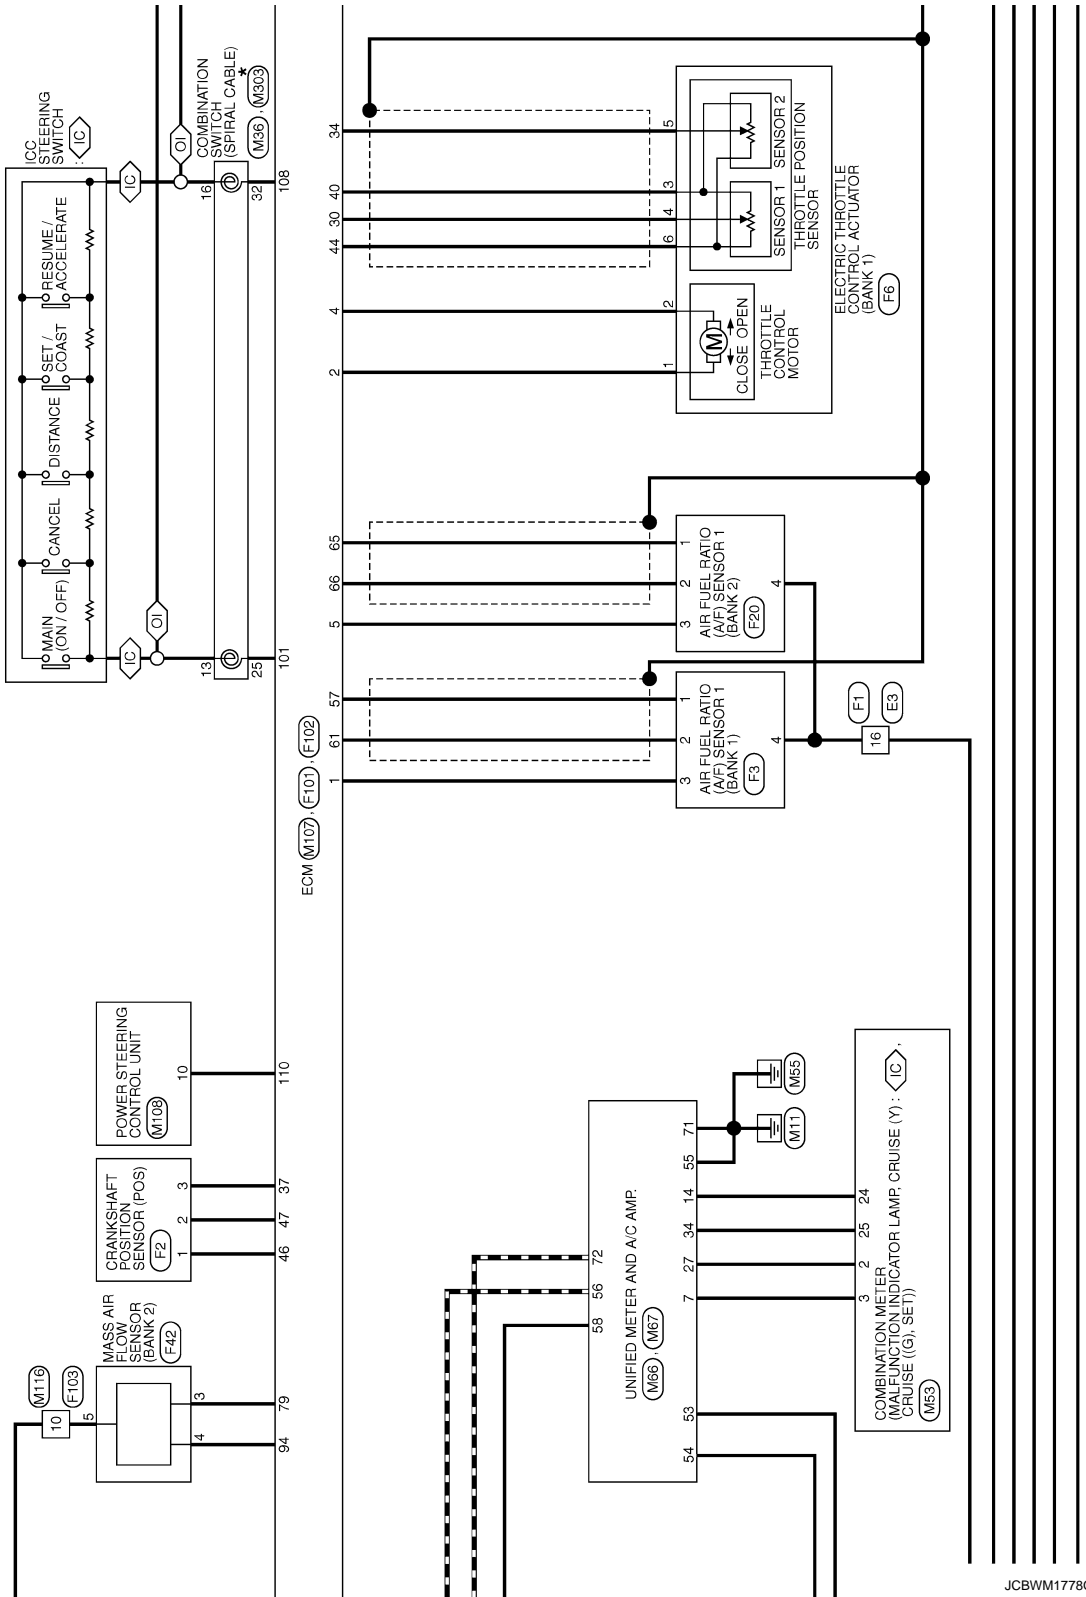 ICC
STEERING
SWITCH
: IC
MAIN
(ON / OFF)
CANCEL
DISTANCE
SET /
COAST
RESUME /
ACCELERATE
IC
IC
OI
OI
COMBINATION
SWITCH
(SPIRAL CABLE)
*
M36 , M303
13
16
25
32
101
108
POWER STEERING
CONTROL UNIT
M108
10
110
CRANKSHAFT
POSITION
SENSOR (POS)
F2
1
2
3
46
47
37
MASS AIR
FLOW
SENSOR
(BANK 2)
F42
M116
F103
10
5
4
3
94
79
ECM M107 , F101 , F102
1
61
57
5
66
65
2
4
44
30
40
34
3
2
1
4
AIR FUEL RATIO
(A/F) SENSOR 1
(BANK 1)
F3
3
2
1
4
AIR FUEL RATIO
(A/F) SENSOR 1
(BANK 2)
F20
16
F1
E3
1
2
6
4
3
5
M
CLOSE OPEN
THROTTLE
CONTROL
MOTOR
SENSOR 1
SENSOR 2
THROTTLE POSITION
SENSOR
ELECTRIC THROTTLE
CONTROL ACTUATOR
(BANK 1)
F6
58
56
72
UNIFIED METER AND A/C AMP.
M66 , M67
54
53
7
27
34
14
55
71
M11
M55
3
2
25
24
COMBINATION METER
(MALFUNCTION INDICATOR LAMP, CRUISE (Y) : IC ,
CRUISE ((G), SET))
M53